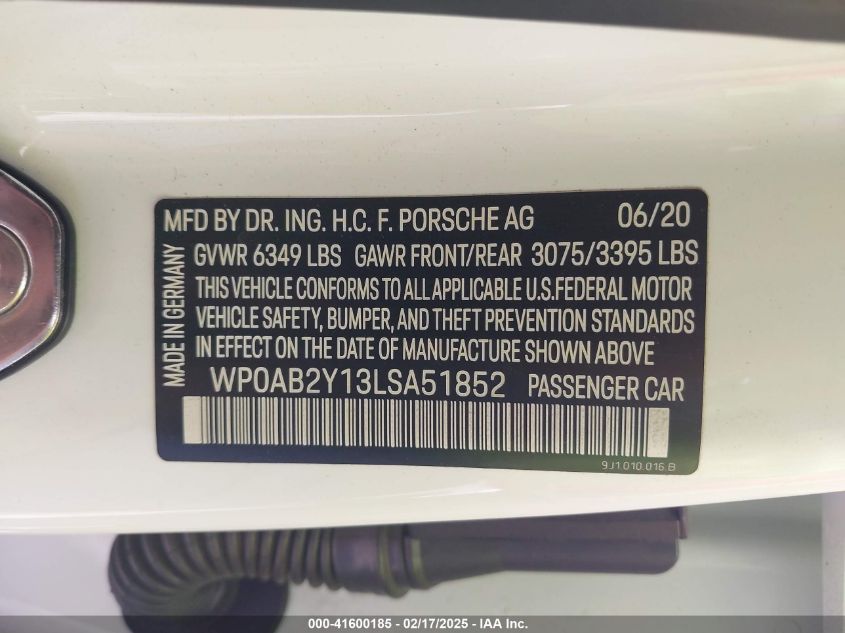 MFD BY DR. ING. H.C. F. PORSCHE AG 06/20
GVWR 6349 LBS GAWR FRONT/REAR 3075/3395 LBS
THIS VEHICLE CONFORMS TO ALL APPLICABLE U.S.FEDERAL MOTOR
VEHICLE SAFETY, BUMPER, AND THEFT PREVENTION STANDARDS
IN EFFECT ON THE DATE OF MANUFACTURE SHOWN ABOVE
MADE IN GERMANY
WP0AB2Y13LSA51852 PASSENGER CAR
9J1.010.016.B
000-41600185 - 02/17/2025 - IAA Inc.